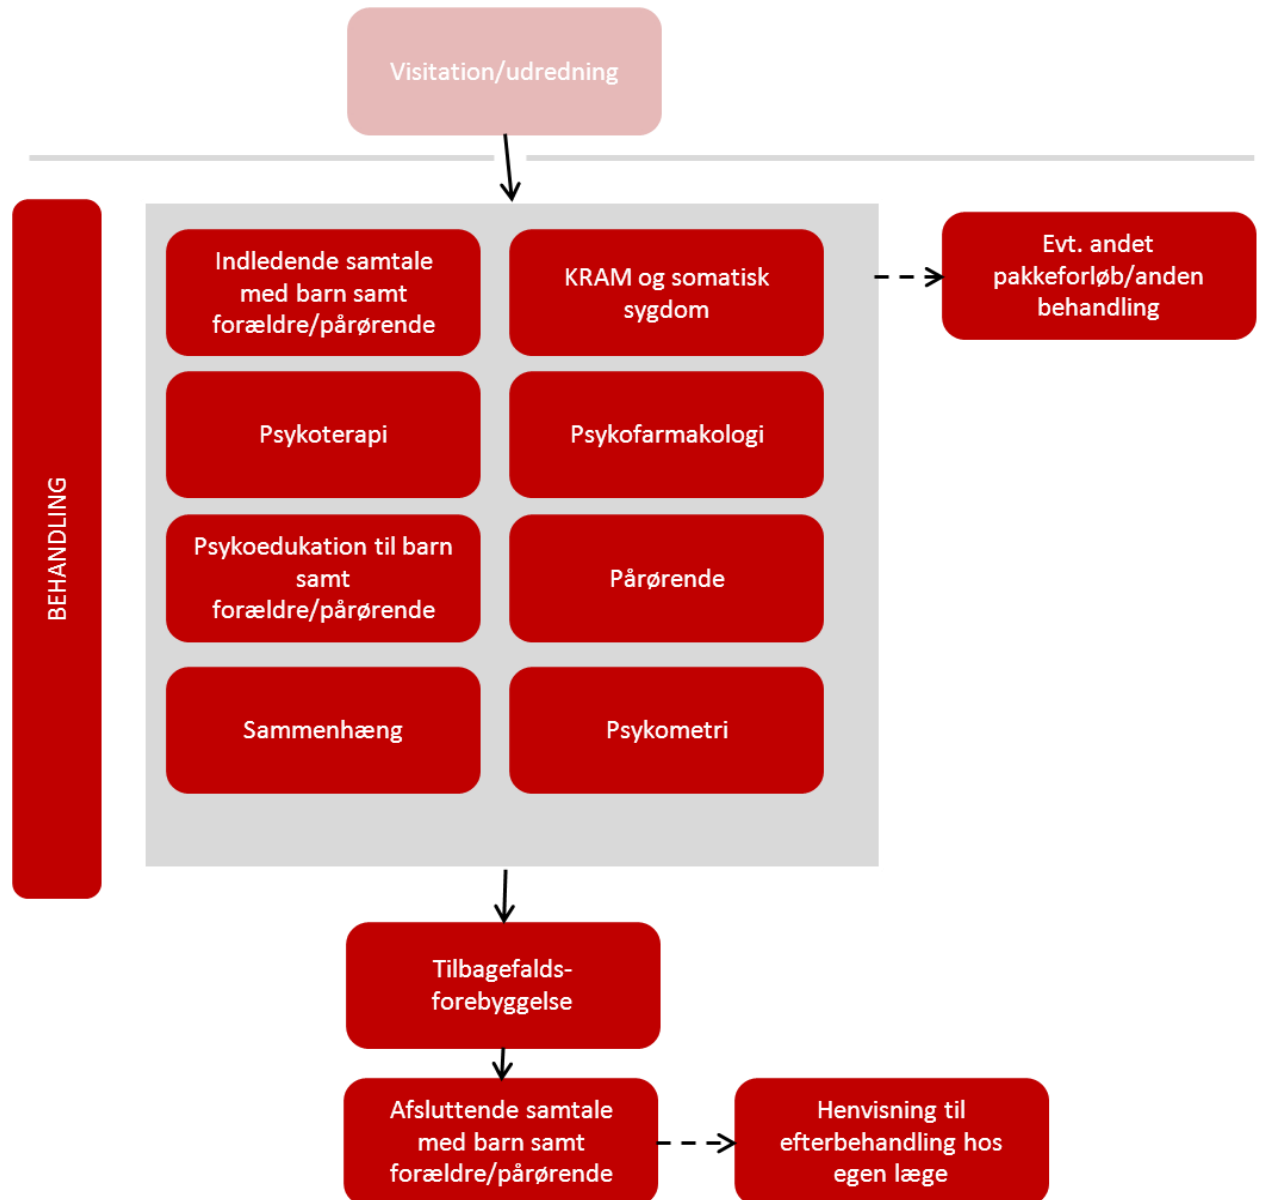 Visitation/udredning
BEHANDLING
Indledende samtale
med barn samt
forældre/pårørende
KRAM og somatisk
sygdom
Evt. andet
pakkeforløb/anden
behandling
Psykoterapi
Psykofarmakologi
Psykoedukation til barn
samt
forældre/pårørende
Pårørende
Sammenhæng
Psykometri
Tilbagefalds-
forebyggelse
Afsluttende samtale
med barn samt
forældre/pårørende
Henvisning til
efterbehandling hos
egen læge